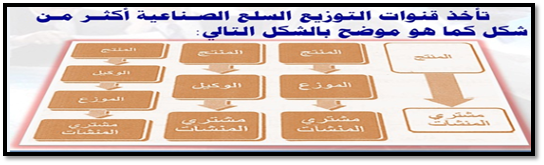 تأخذ قنوات التوزيع السلع الصناعية أكثر من
شكل كما هو موضح بالشكل التالي:
المنتج
مشتري
المنشآت
المنتج
الموزع
مشتري
المنشآت
المنتج
الوكيل
مشتري
المنشآت
المنتج
الوكيل
الموزع
مشتري
المنشآت